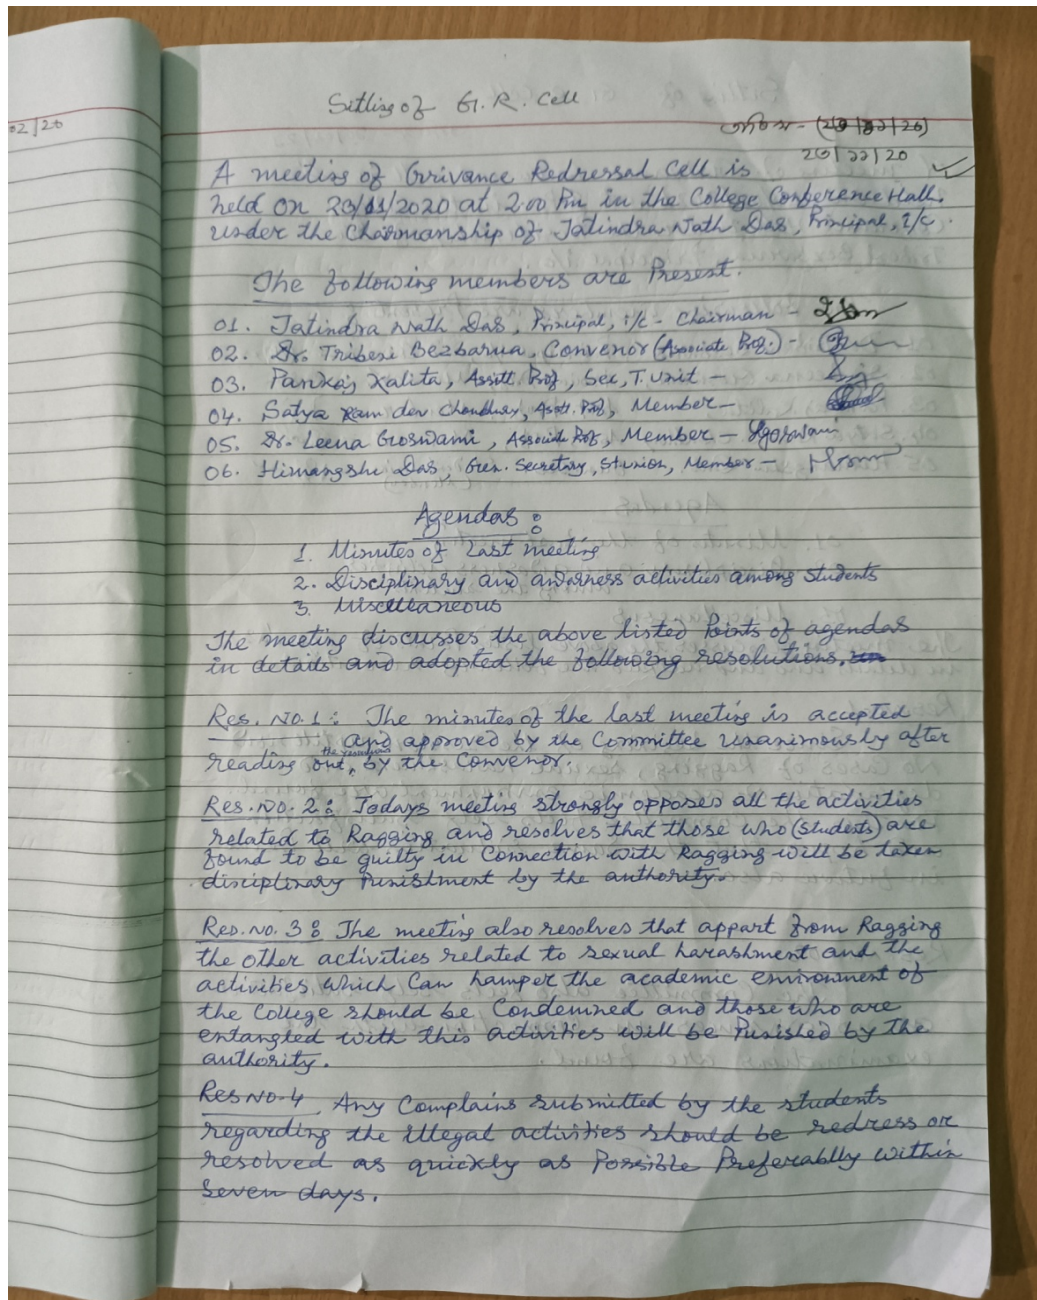 02/20
Sitting of G.R. Cell
তাৰিখ - (20/11/20)
20/11/20
A meeting of Grivance Redressal Cell is
held on 20/11/2020 at 2.00 Pm in the College Conference Hall,
under the Chairmanship of Jatindra Nath Das, Principal, i/c.
The following members are Present.
01. Jatindra Nath Das, Principal, i/c - Chairman -
02. Dr. Tribeni Bezbarua, Convenor (Associate Prof.) -
03. Pankaj Kalita, Asstt. Prof, Sec, T. Unit -
04. Satya Ram dev Choudhury, Asstt. Prof, Member -
05. Dr. Leena Goswami, Associate Prof, Member - Lgoswami
06. Himangshu Das, Gen. Secretary, St union, Member -
Agendas :
1. Minutes of Last meeting
2. Disciplinary and awarness activities among students
3. Miscellaneous
The meeting discusses the above listed Points of agendas
in details and adopted the following resolutions.
Res. No. 1 : The minutes of the last meeting is accepted
and approved by the Committee unanimously after
reading out, the resolutions by the Convenor.
Res. No. 2 : Todays meeting strongly opposes all the activities
related to Ragging and resolves that those who (students) are
found to be guilty in Connection with Ragging will be taken
disciplinary Punishment by the authority.
Res. No. 3 : The meeting also resolves that appart from Ragging
the other activities related to sexual harashment and the
activities which Can hamper the academic environment of
the College should be Condemned and those who are
entangled with this activities will be Punished by the
authority.
Res No-4 Any Complains submitted by the students
regarding the illegal activities should be redress or
resolved as quickly as Possible Preferablly within
Seven days.